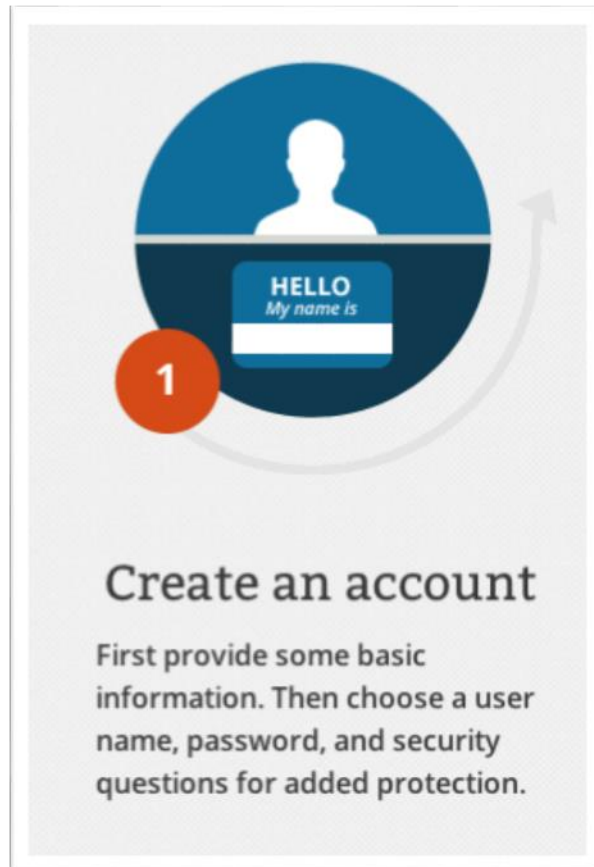 HELLO
My name is
1
Create an account
First provide some basic
information. Then choose a user
name, password, and security
questions for added protection.